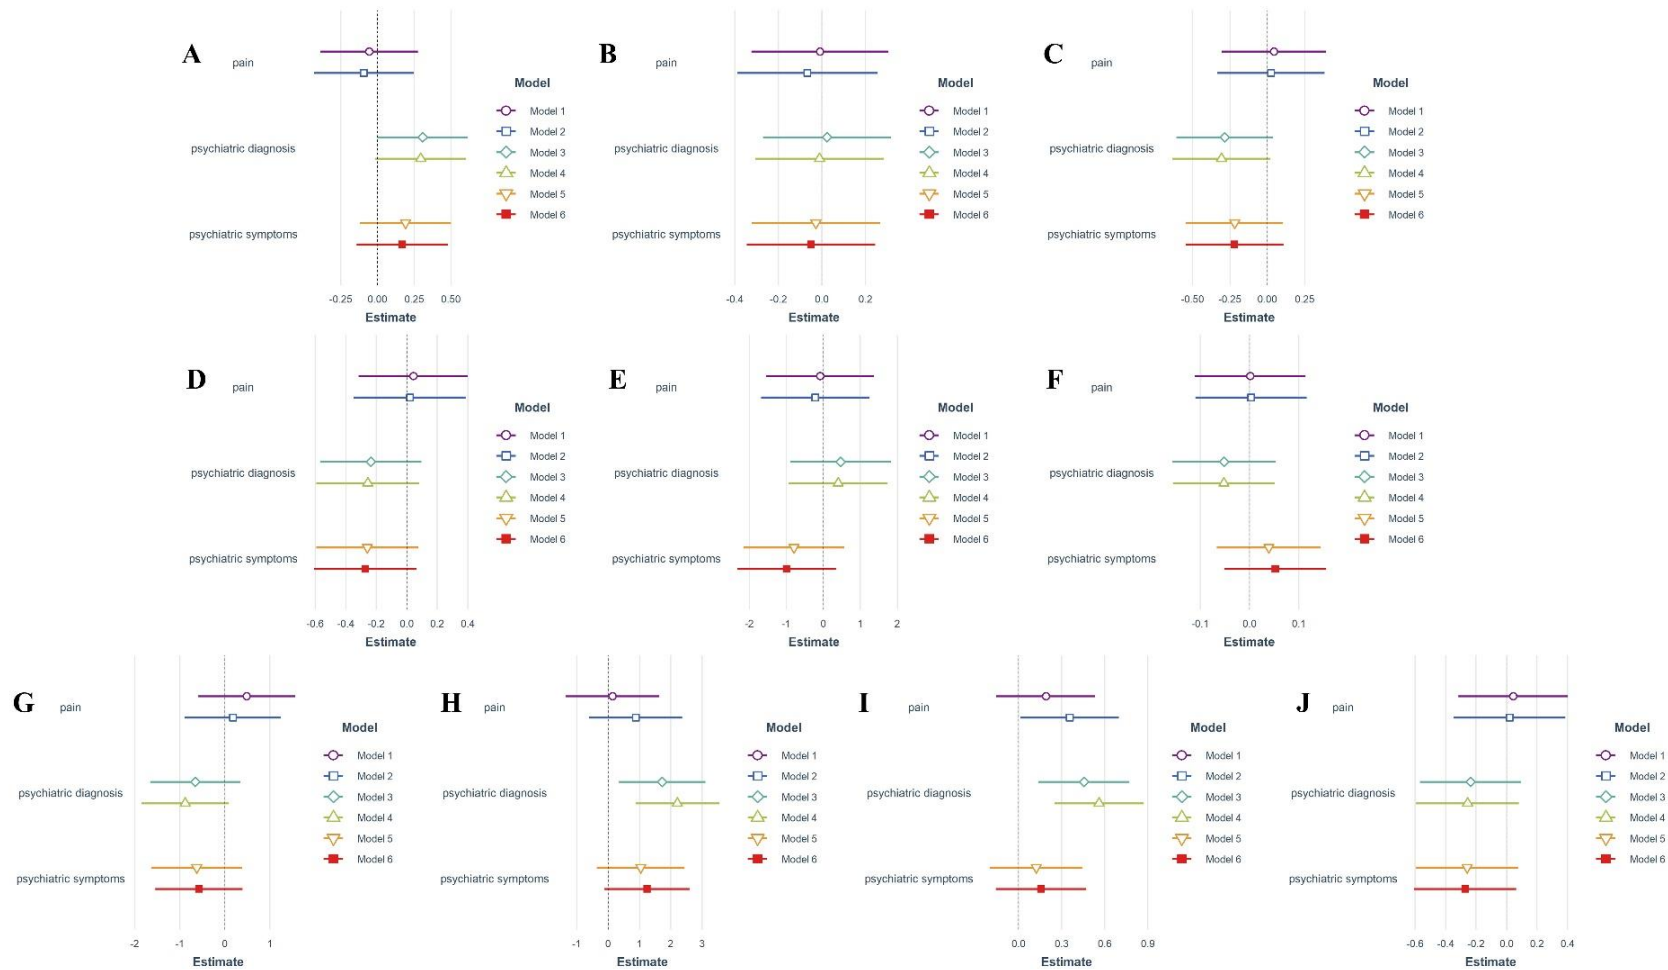 A
pain
psychiatric diagnosis
psychiatric symptoms
-0.25 0.00 0.25 0.50
Estimate
Model
Model 1
Model 2
Model 3
Model 4
Model 5
Model 6
B
pain
psychiatric diagnosis
psychiatric symptoms
-0.4 -0.2 0.0 0.2
Estimate
Model
Model 1
Model 2
Model 3
Model 4
Model 5
Model 6
C
pain
psychiatric diagnosis
psychiatric symptoms
-0.50 -0.25 0.00 0.25
Estimate
Model
Model 1
Model 2
Model 3
Model 4
Model 5
Model 6
D
pain
psychiatric diagnosis
psychiatric symptoms
-0.6 -0.4 -0.2 0.0 0.2 0.4
Estimate
Model
Model 1
Model 2
Model 3
Model 4
Model 5
Model 6
E
pain
psychiatric diagnosis
psychiatric symptoms
-2 -1 0 1 2
Estimate
Model
Model 1
Model 2
Model 3
Model 4
Model 5
Model 6
F
pain
psychiatric diagnosis
psychiatric symptoms
-0.1 0.0 0.1
Estimate
Model
Model 1
Model 2
Model 3
Model 4
Model 5
Model 6
G
pain
psychiatric diagnosis
psychiatric symptoms
-2 -1 0 1
Estimate
Model
Model 1
Model 2
Model 3
Model 4
Model 5
Model 6
H
pain
psychiatric diagnosis
psychiatric symptoms
-1 0 1 2 3
Estimate
Model
Model 1
Model 2
Model 3
Model 4
Model 5
Model 6
I
pain
psychiatric diagnosis
psychiatric symptoms
0.0 0.3 0.6 0.9
Estimate
Model
Model 1
Model 2
Model 3
Model 4
Model 5
Model 6
J
pain
psychiatric diagnosis
psychiatric symptoms
-0.6 -0.4 -0.2 0.0 0.2 0.4
Estimate
Model
Model 1
Model 2
Model 3
Model 4
Model 5
Model 6